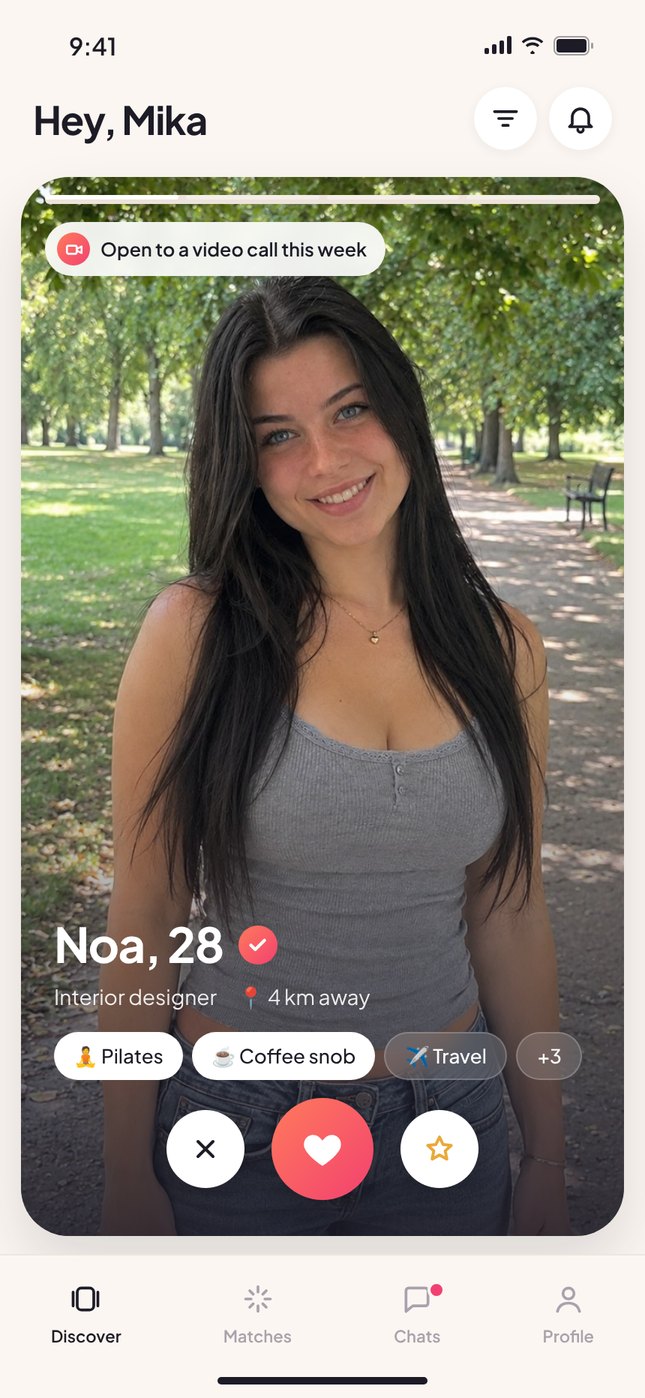 9:41
Hey, Mika
Open to a video call this week
Noa, 28
Interior designer 📍 4 km away
🧘 Pilates ☕ Coffee snob ✈️ Travel +3
Discover Matches Chats Profile